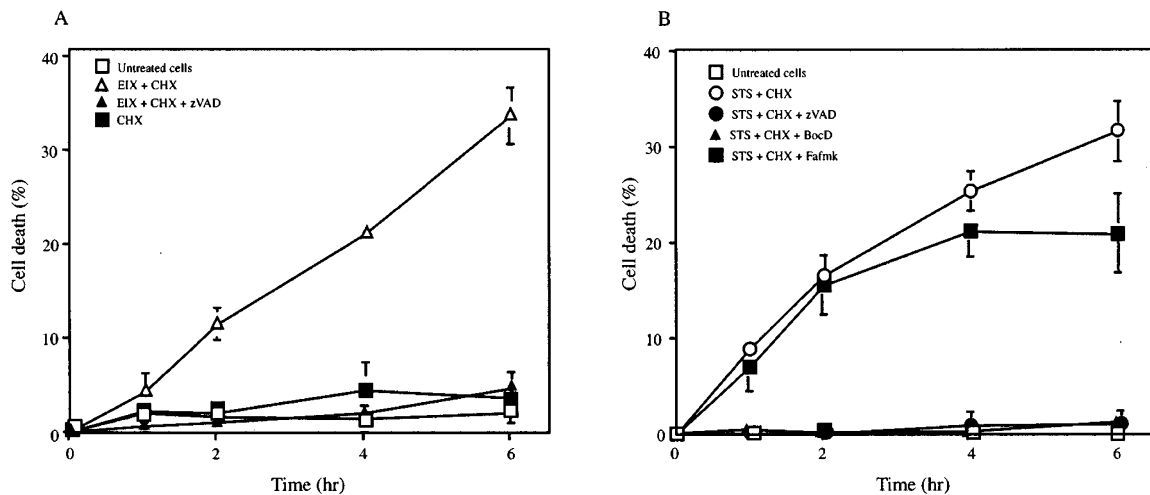 A
40
30
20
10
0
Cell death (%)
Untreated cells
EIX + CHX
EIX + CHX + zVAD
CHX
0
2
4
6
Time (hr)
B
40
30
20
10
0
Cell death (%)
Untreated cells
STS + CHX
STS + CHX + zVAD
STS + CHX + BocD
STS + CHX + Fafmk
0
2
4
6
Time (hr)